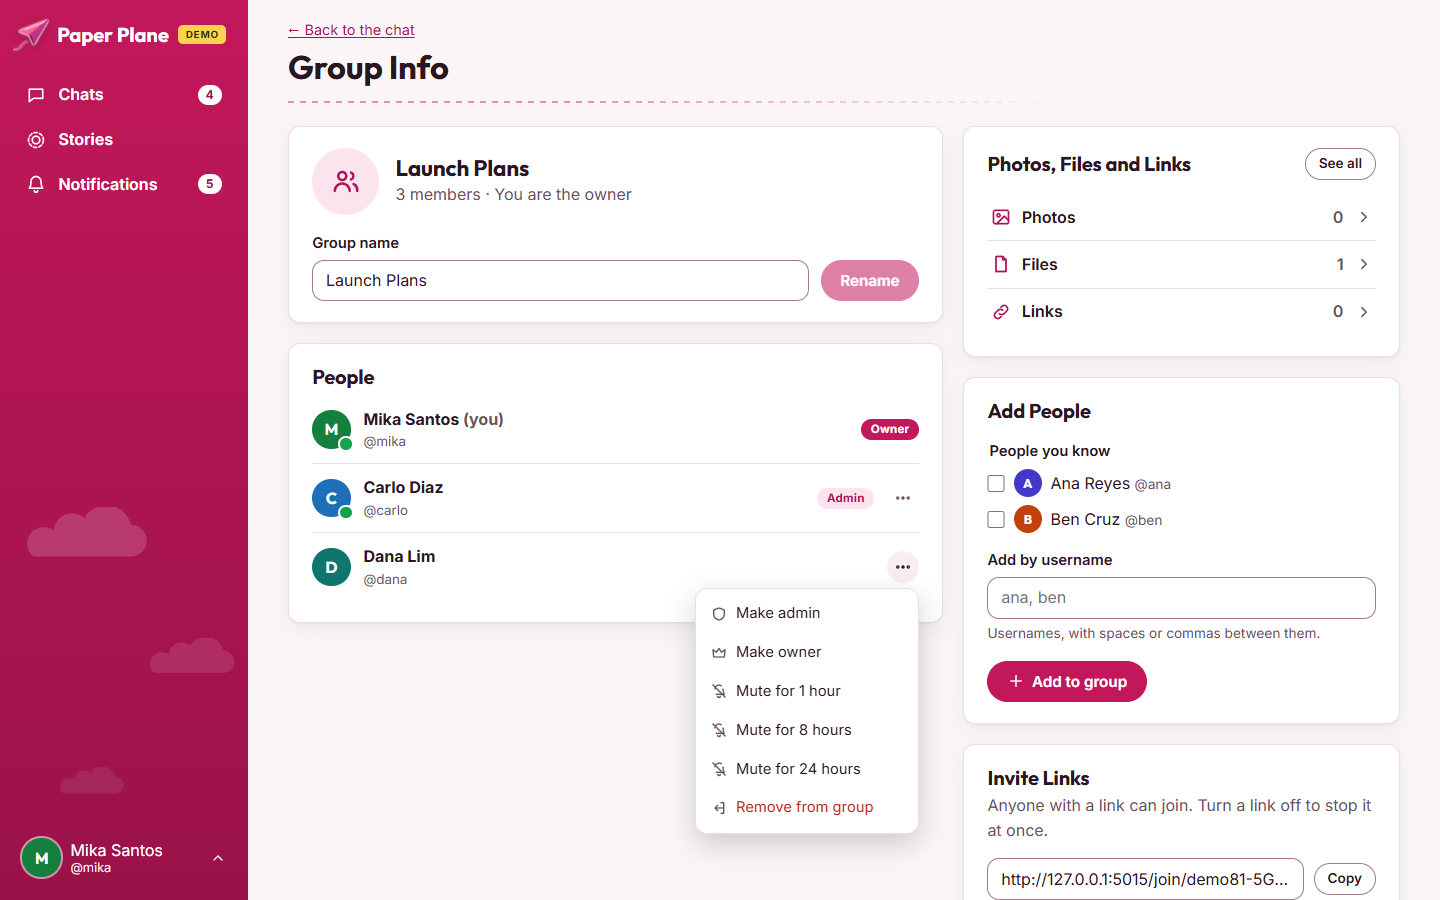 Paper Plane DEMO
Chats 4
Stories
Notifications 5
Mika Santos
@mika
M
← Back to the chat
Group Info
Launch Plans
3 members · You are the owner
Group name
Launch Plans
Rename
People
M
Mika Santos (you)
@mika
Owner
C
Carlo Diaz
@carlo
Admin
D
Dana Lim
@dana
Make admin
Make owner
Mute for 1 hour
Mute for 8 hours
Mute for 24 hours
Remove from group
Photos, Files and Links
See all
Photos 0
Files 1
Links 0
Add People
People you know
A Ana Reyes @ana
B Ben Cruz @ben
Add by username
ana, ben
Usernames, with spaces or commas between them.
+ Add to group
Invite Links
Anyone with a link can join. Turn a link off to stop it
at once.
http://127.0.0.1:5015/join/demo81-5G...
Copy